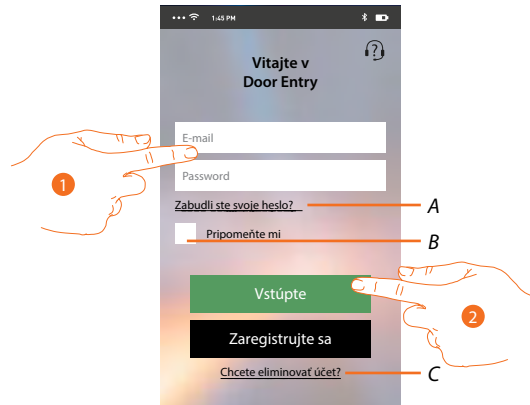 1:45 PM
Vitajte v
Door Entry
?
E-mail
1
Password
Zabudli ste svoje heslo?
A
Pripomeňte mi
B
Vstúpte
2
Zaregistrujte sa
Chcete eliminovať účet?
C